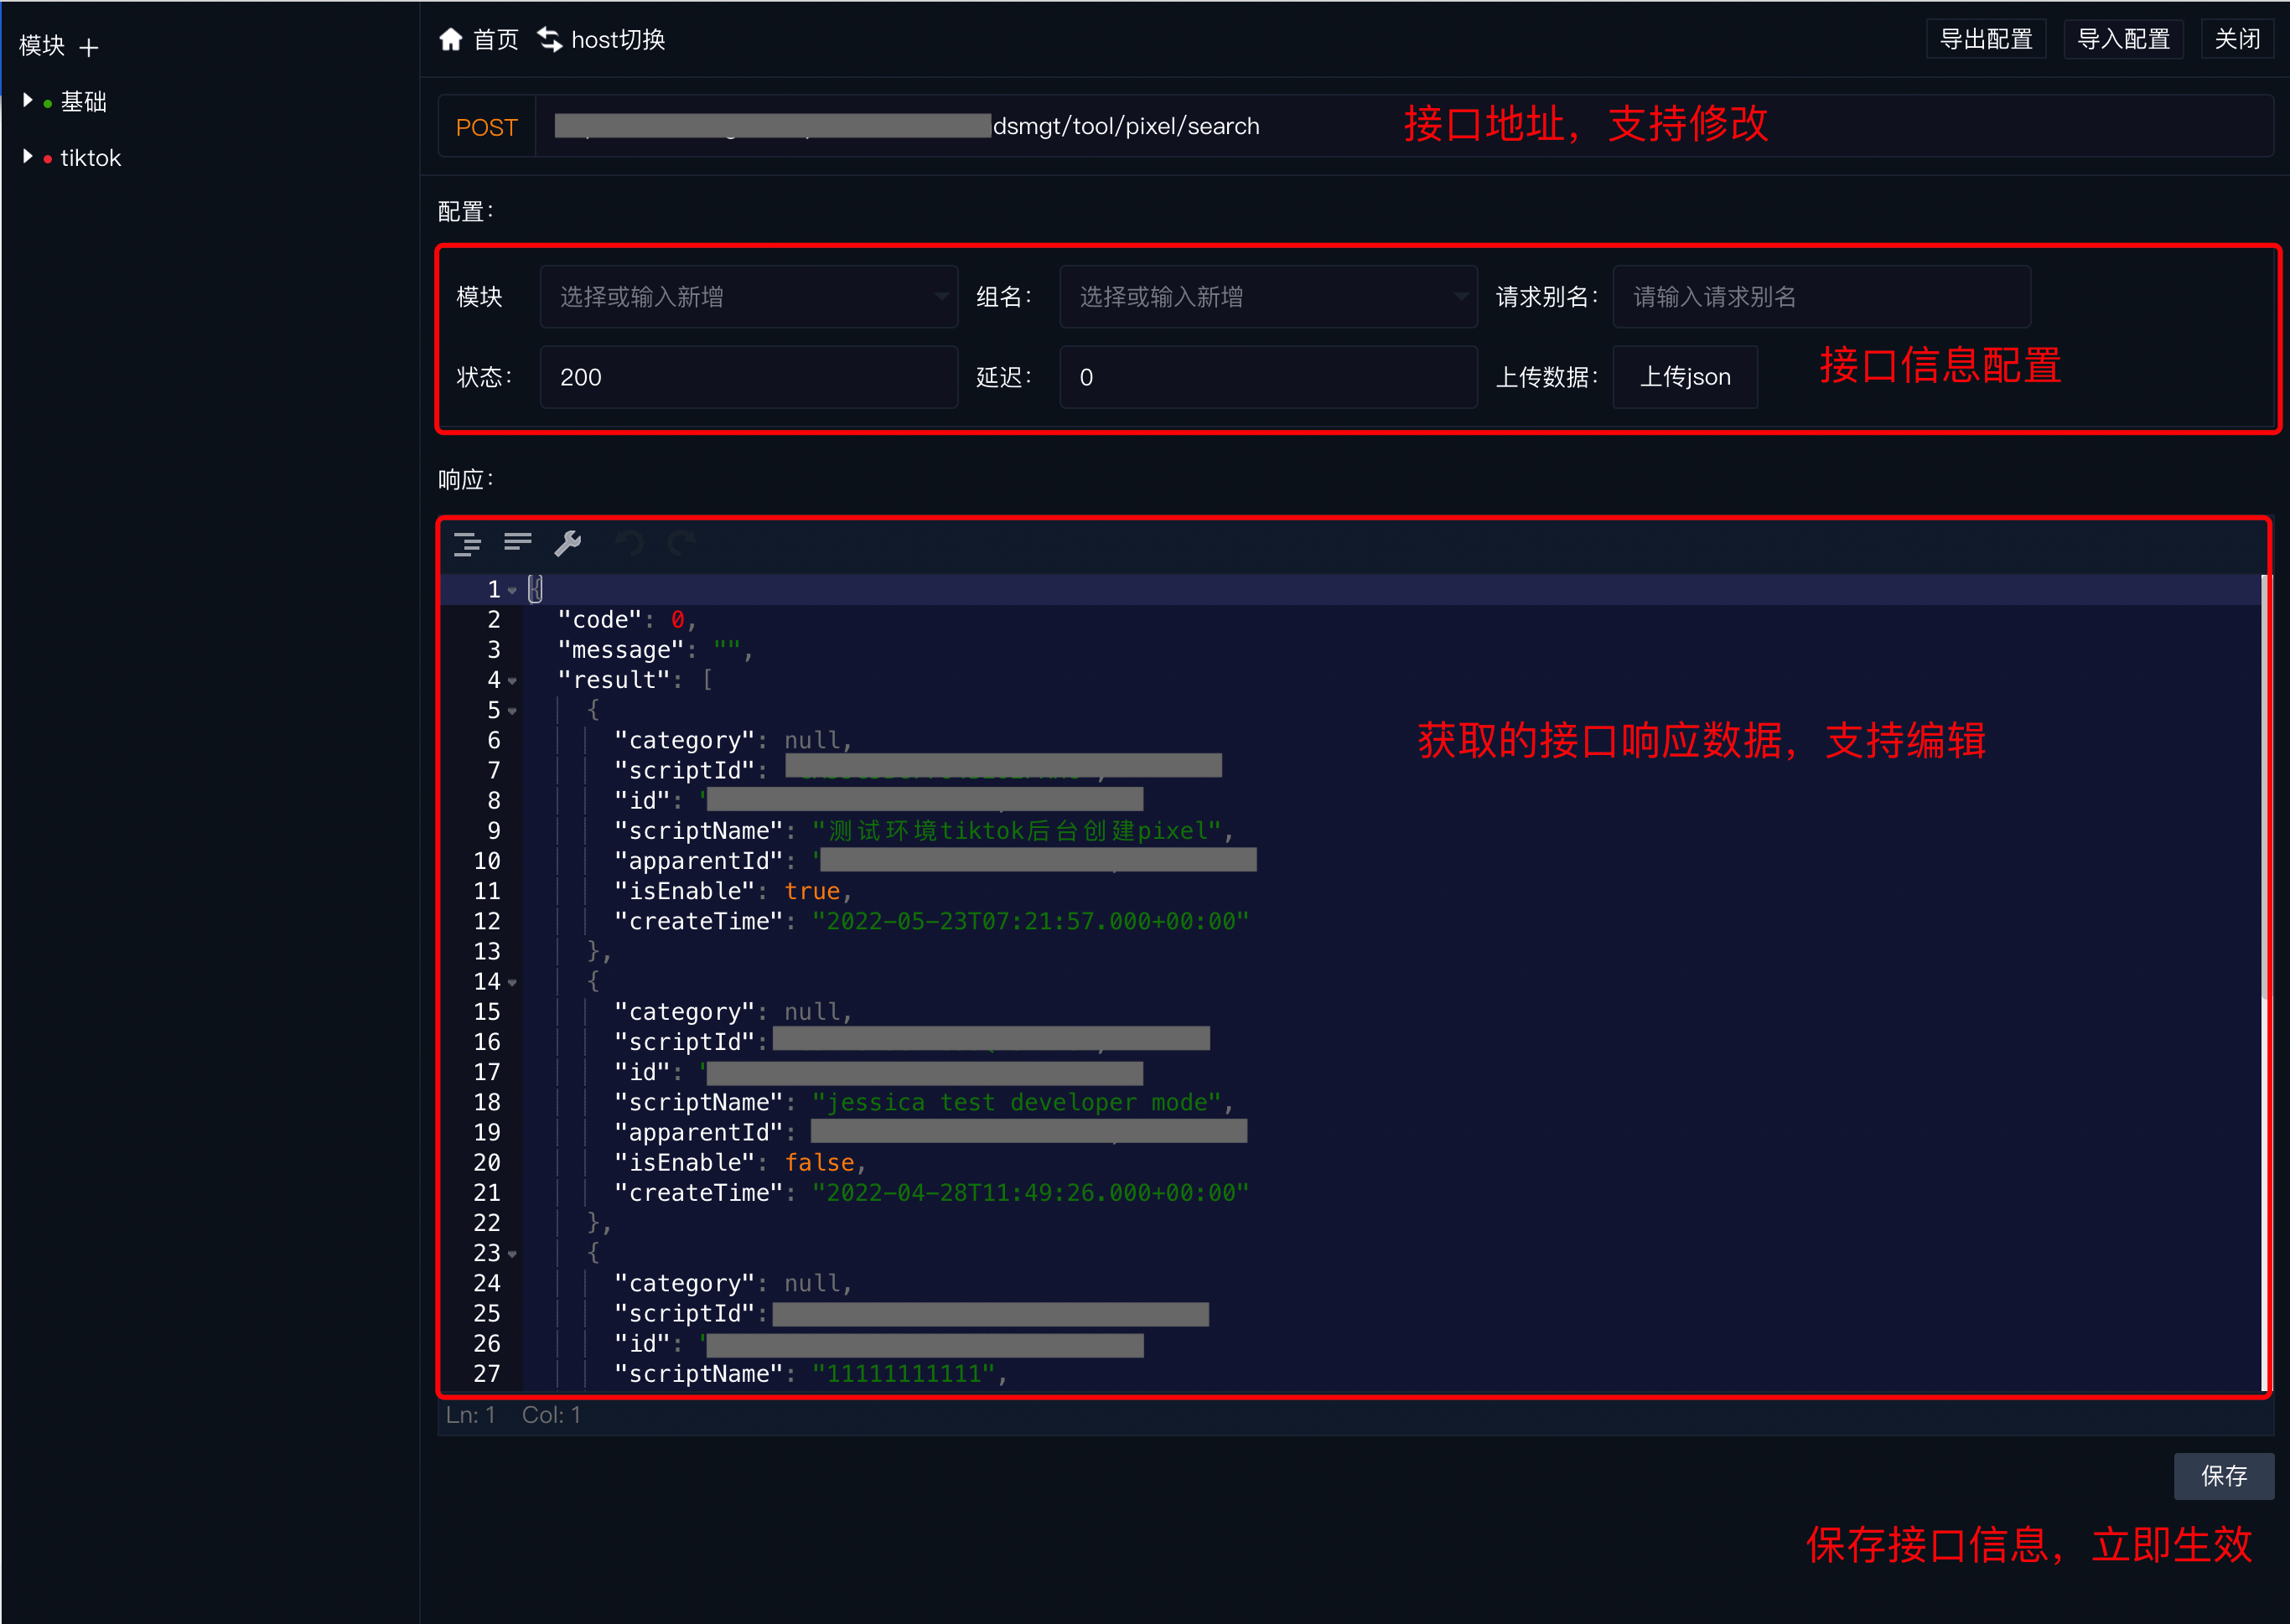 模块 +
基础
tiktok
首页 host切换 导出配置 导入配置 关闭
POST dsmgt/tool/pixel/search 接口地址，支持修改
配置：
模块 选择或输入新增 组名： 选择或输入新增 请求别名： 请输入请求别名
状态： 200 延迟： 0 上传数据： 上传json 接口信息配置
响应：
1 {
2 "code": 0,
3 "message": "",
4 "result": [
5 {
6 "category": null,
获取的接口响应数据，支持编辑
7 "scriptId":
8 "id": "
9 "scriptName": "测试环境tiktok后台创建pixel",
10 "apparentId": "
11 "isEnable": true,
12 "createTime": "2022-05-23T07:21:57.000+00:00"
13 },
14 {
15 "category": null,
16 "scriptId":
17 "id": "
18 "scriptName": "jessica test developer mode",
19 "apparentId":
20 "isEnable": false,
21 "createTime": "2022-04-28T11:49:26.000+00:00"
22 },
23 {
24 "category": null,
25 "scriptId":
26 "id": "
27 "scriptName": "11111111111",
Ln: 1 Col: 1
保存
保存接口信息，立即生效